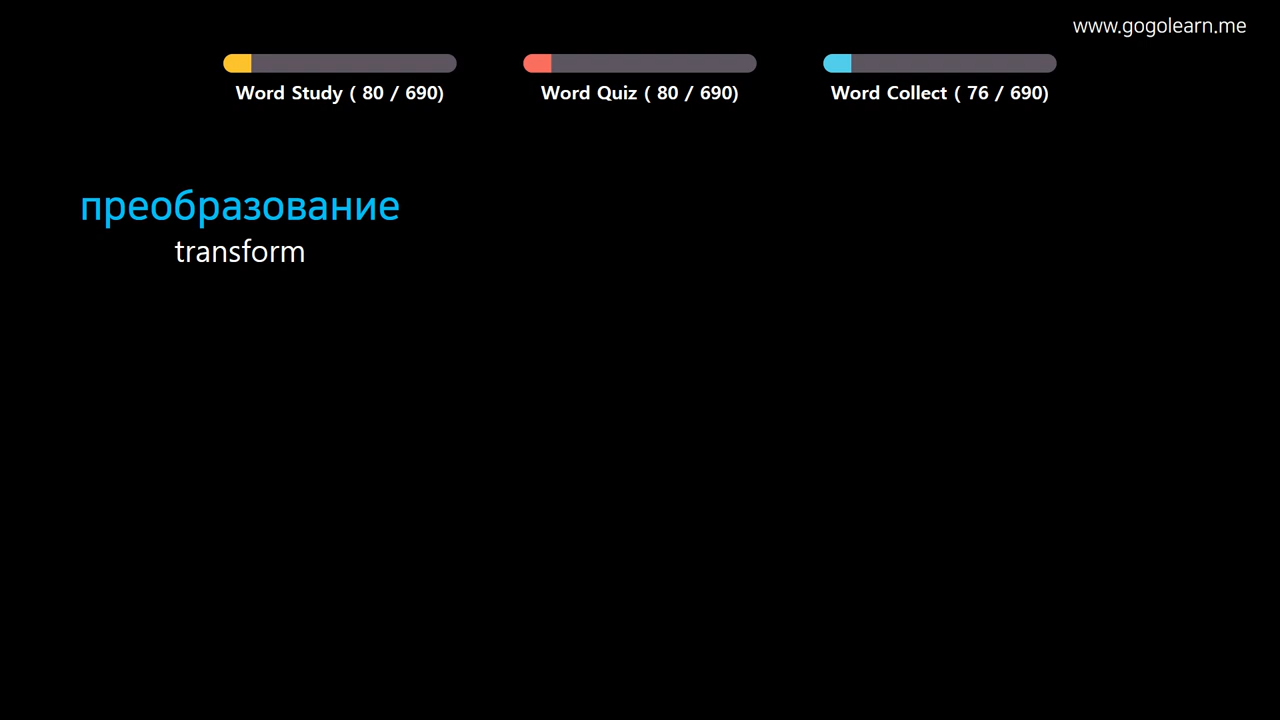 www.gogolearn.me
Word Study ( 80 / 690)
Word Quiz ( 80 / 690)
Word Collect ( 76 / 690)
преобразование
transform